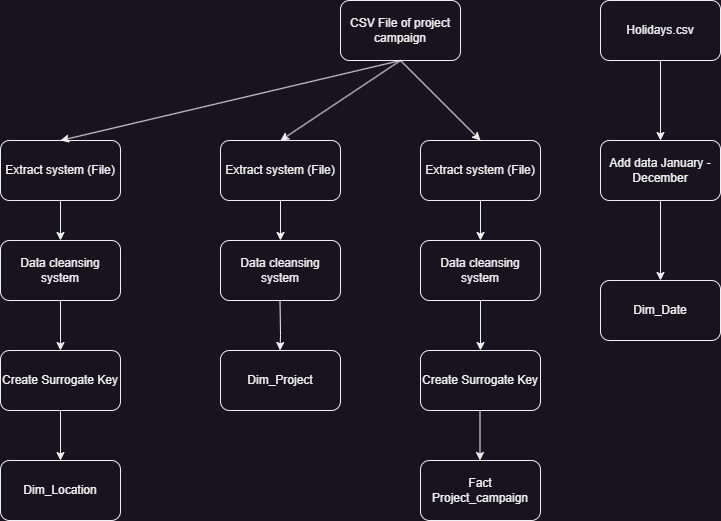 CSV File of project
campaign
Holidays.csv
Extract system (File)
Extract system (File)
Extract system (File)
Add data January -
December
Data cleansing
system
Data cleansing
system
Data cleansing
system
Dim_Date
Create Surrogate Key
Dim_Project
Create Surrogate Key
Dim_Location
Fact
Project_campaign